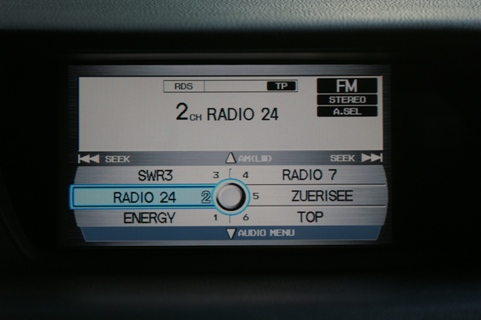 RDS TP FM
STEREO
A.SEL
2CH RADIO 24
SEEK AM(LW) SEEK
SWR3 3 4 RADIO 7
RADIO 24 2 5 ZUERISEE
ENERGY 1 6 TOP
AUDIO MENU